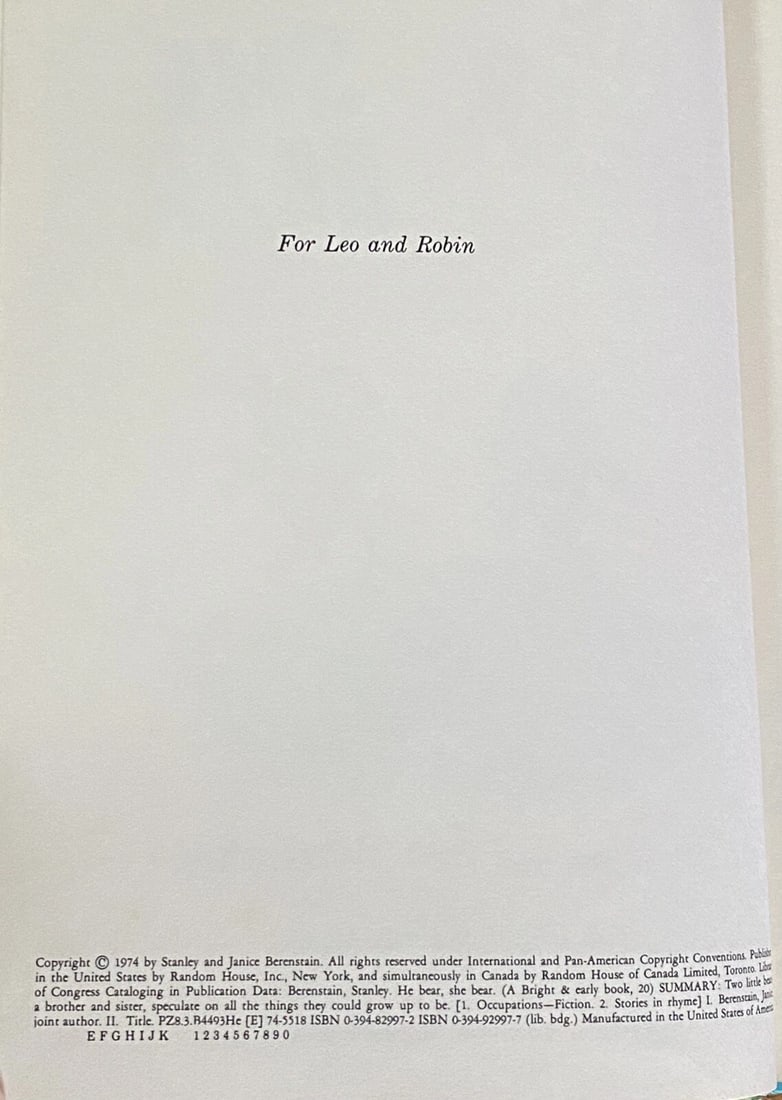 For Leo and Robin
Copyright © 1974 by Stanley and Janice Berenstain. All rights reserved under International and Pan-American Copyright Conventions.
in the United States by Random House, Inc., New York, and simultaneously in Canada by Random House of Canada Limited, Toronto.
of Congress Cataloging in Publication Data: Berenstain, Stanley. He bear, she bear. (A Bright & early book, 20) SUMMARY: Two little
a brother and sister, speculate on all the things they could grow up to be. [1. Occupations—Fiction. 2. Stories in rhyme] I. Berenstain,
joint author. II. Title. PZ8.3.B4493He [E] 74-5518 ISBN 0-394-82997-2 ISBN 0-394-92997-7 (lib. bdg.) Manufactured in the United States of
E F G H I J K 1 2 3 4 5 6 7 8 9 0